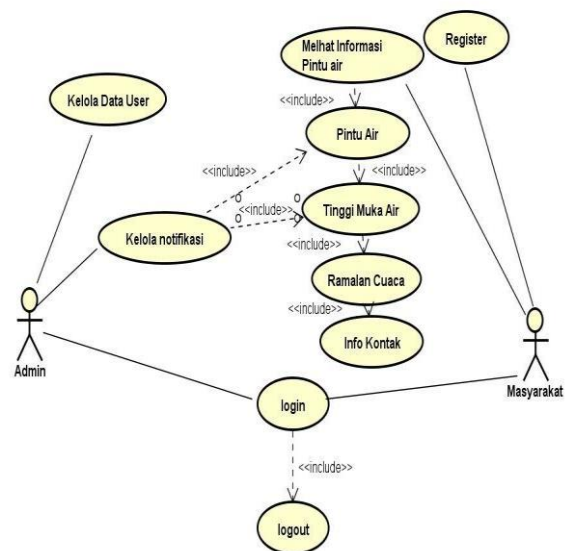 Melhat Informasi
Pintu air
Register
Kelola Data User
<<include>>
Pintu Air
<<include>>
<<include>>
<<include>>
Tinggi Muka Air
Kelola notifikasi
<<include>>
Ramalan Cuaca
<<include>>
Info Kontak
Admin
Masyarakat
login
<<include>>
logout